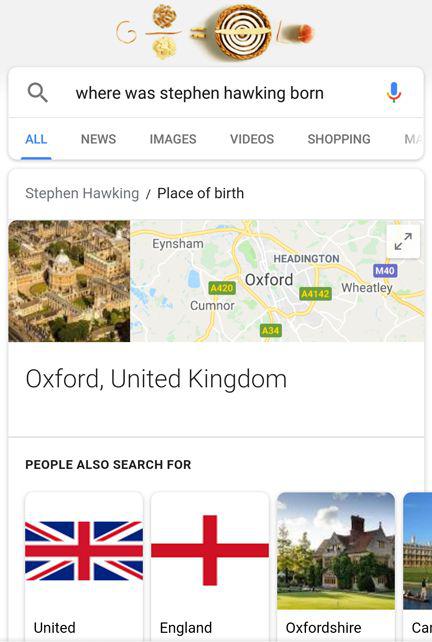 where was stephen hawking born
ALL NEWS IMAGES VIDEOS SHOPPING MA
Stephen Hawking / Place of birth
Eynsham
HEADINGTON
M40
Oxford
A420
A4142
Wheatley
Cumnor
A34
Oxford, United Kingdom
PEOPLE ALSO SEARCH FOR
United England Oxfordshire Car